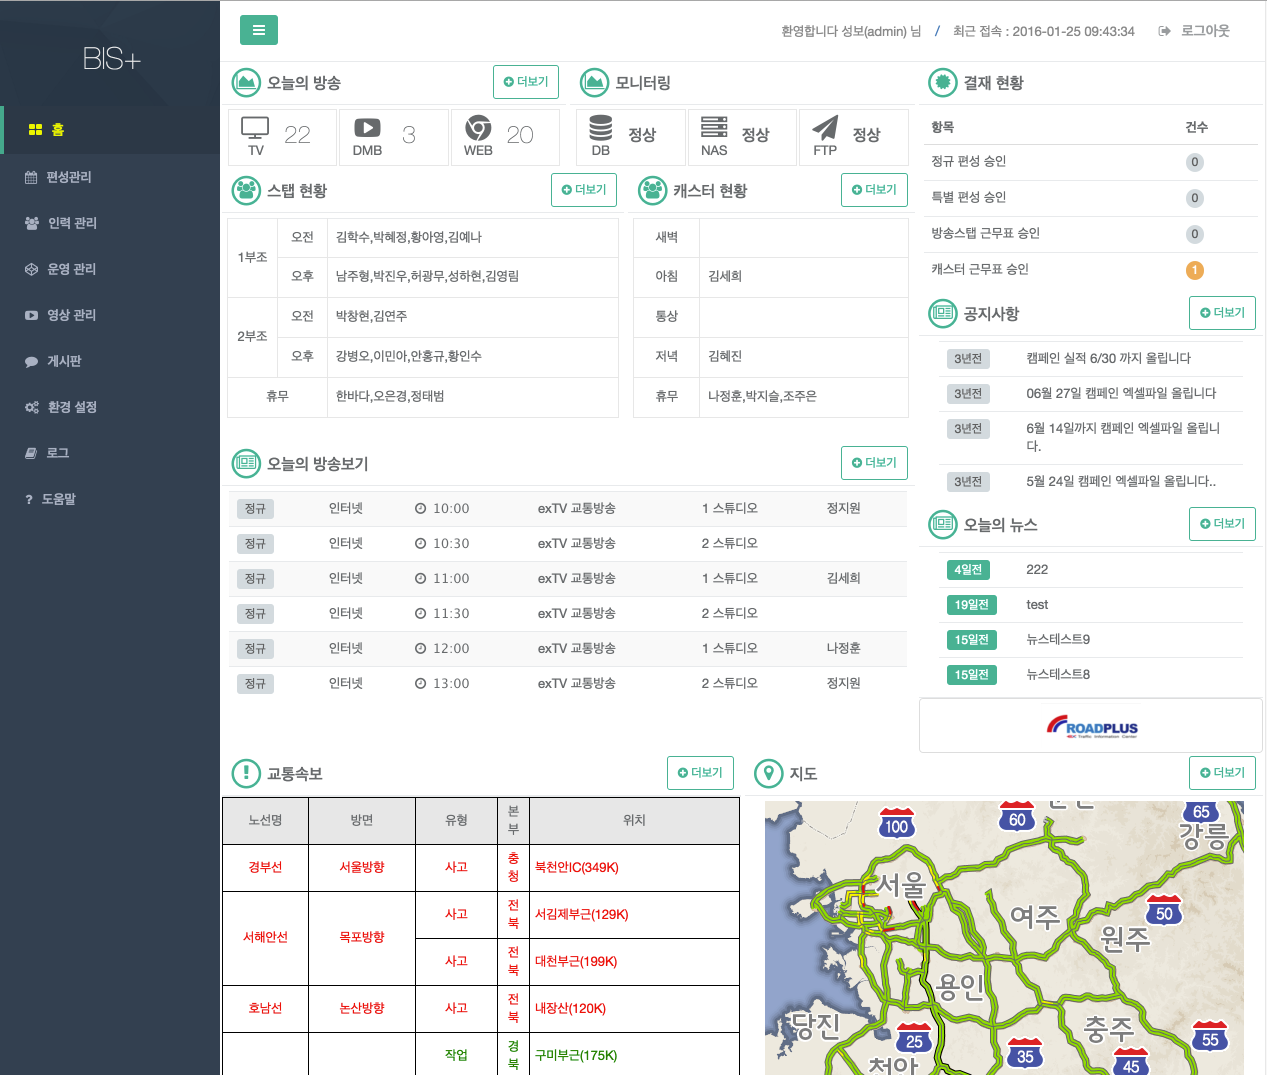 BIS+
홈
편성관리
인력 관리
운영 관리
영상 관리
게시판
환경 설정
로그
? 도움말
환영합니다 성보(admin) 님 / 최근 접속 : 2016-01-25 09:43:34 로그아웃
오늘의 방송 더보기
TV 22
DMB 3
WEB 20
모니터링
DB 정상
NAS 정상
FTP 정상
스탭 현황 더보기
1부조 오전 김학수,박혜정,황아영,김예나
오후 남주형,박진우,허광무,성하현,김영림
2부조 오전 박창현,김연주
오후 강병오,이민아,안홍규,황인수
휴무 한바다,오은경,정태범
캐스터 현황 더보기
새벽
아침 김세희
통상
저녁 김혜진
휴무 나정훈,박지슬,조주은
결재 현황
항목 건수
정규 편성 승인 0
특별 편성 승인 0
방송스탭 근무표 승인 0
캐스터 근무표 승인 1
공지사항 더보기
3년전 캠페인 실적 6/30 까지 올립니다
3년전 06월 27일 캠페인 엑셀파일 올립니다
3년전 6월 14일까지 캠페인 엑셀파일 올립니
다.
3년전 5월 24일 캠페인 엑셀파일 올립니다..
오늘의 방송보기 더보기
정규 인터넷 10:00 exTV 교통방송 1 스튜디오 정지원
정규 인터넷 10:30 exTV 교통방송 2 스튜디오
정규 인터넷 11:00 exTV 교통방송 1 스튜디오 김세희
정규 인터넷 11:30 exTV 교통방송 2 스튜디오
정규 인터넷 12:00 exTV 교통방송 1 스튜디오 나정훈
정규 인터넷 13:00 exTV 교통방송 2 스튜디오 정지원
오늘의 뉴스 더보기
4일전 222
19일전 test
15일전 뉴스테스트9
15일전 뉴스테스트8
ROADPLUS
교통속보 더보기
노선명 방면 유형 본부 위치
경부선 서울방향 사고 충청 북천안IC(349K)
서해안선 목포방향 사고 전북 서김제부근(129K)
사고 전북 대천부근(199K)
호남선 논산방향 사고 전북 내장산(120K)
작업 경북 구미부근(175K)
지도 더보기
100
60
65
강릉
서울
여주
50
원주
용인
당진
25
충주
55
35
45
천안